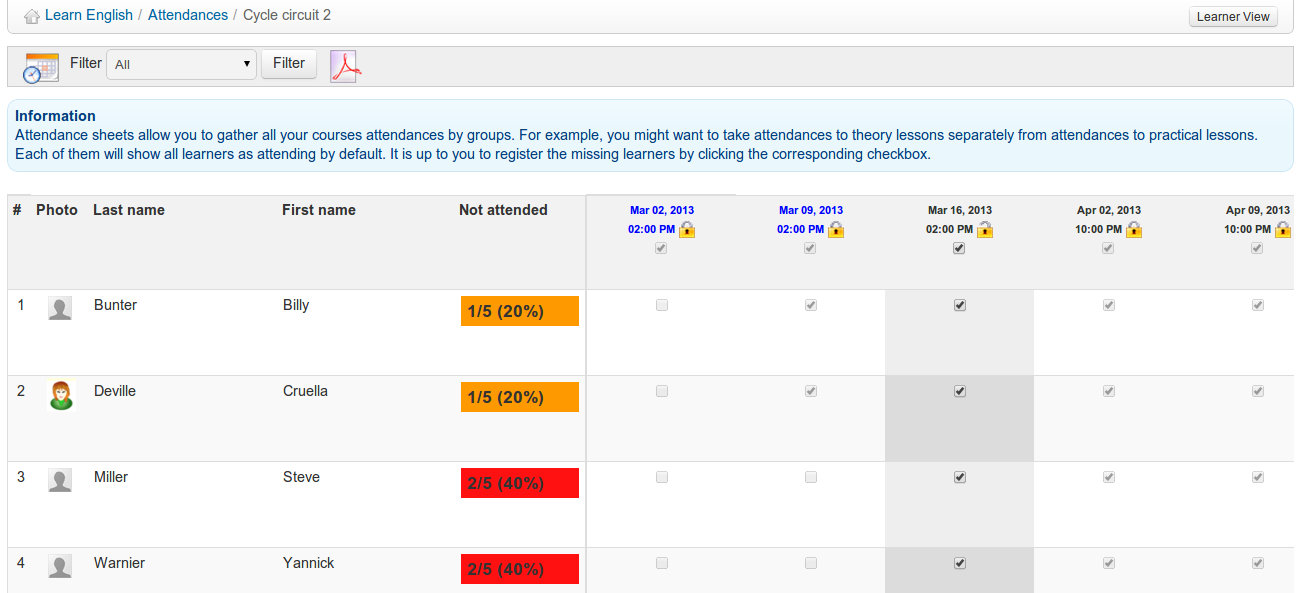 Learn English / Attendances / Cycle circuit 2 Learner View
Filter All Filter
Information
Attendance sheets allow you to gather all your courses attendances by groups. For example, you might want to take attendances to theory lessons separately from attendances to practical lessons.
Each of them will show all learners as attending by default. It is up to you to register the missing learners by clicking the corresponding checkbox.
# Photo Last name First name Not attended Mar 02, 2013 Mar 09, 2013 Mar 16, 2013 Apr 02, 2013 Apr 09, 2013
02:00 PM 02:00 PM 02:00 PM 10:00 PM 10:00 PM
1 Bunter Billy 1/5 (20%)
2 Deville Cruella 1/5 (20%)
3 Miller Steve 2/5 (40%)
4 Warnier Yannick 2/5 (40%)